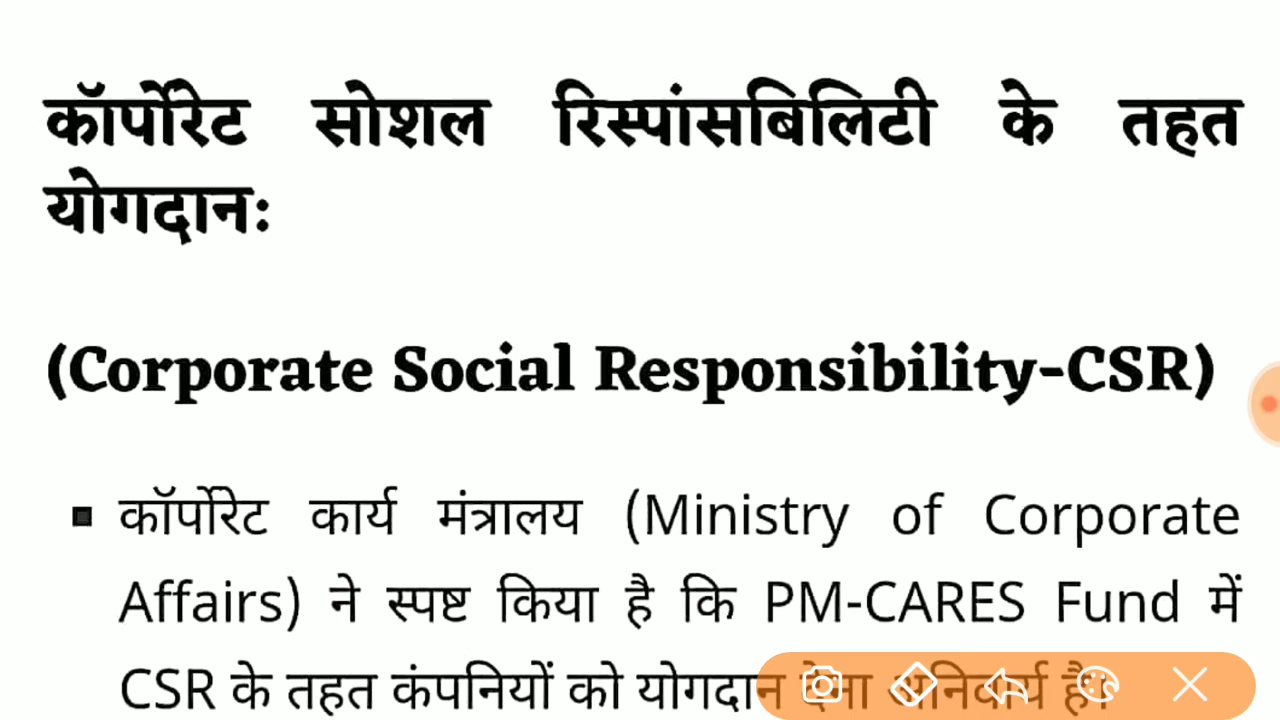 कॉर्पोरेट सोशल रिस्पांसबिलिटी के तहत
योगदानः
(Corporate Social Responsibility-CSR)
▪ कॉर्पोरेट कार्य मंत्रालय (Ministry of Corporate
Affairs) ने स्पष्ट किया है कि PM-CARES Fund में
CSR के तहत कंपनियों को योगदान देना अनिवार्य है।